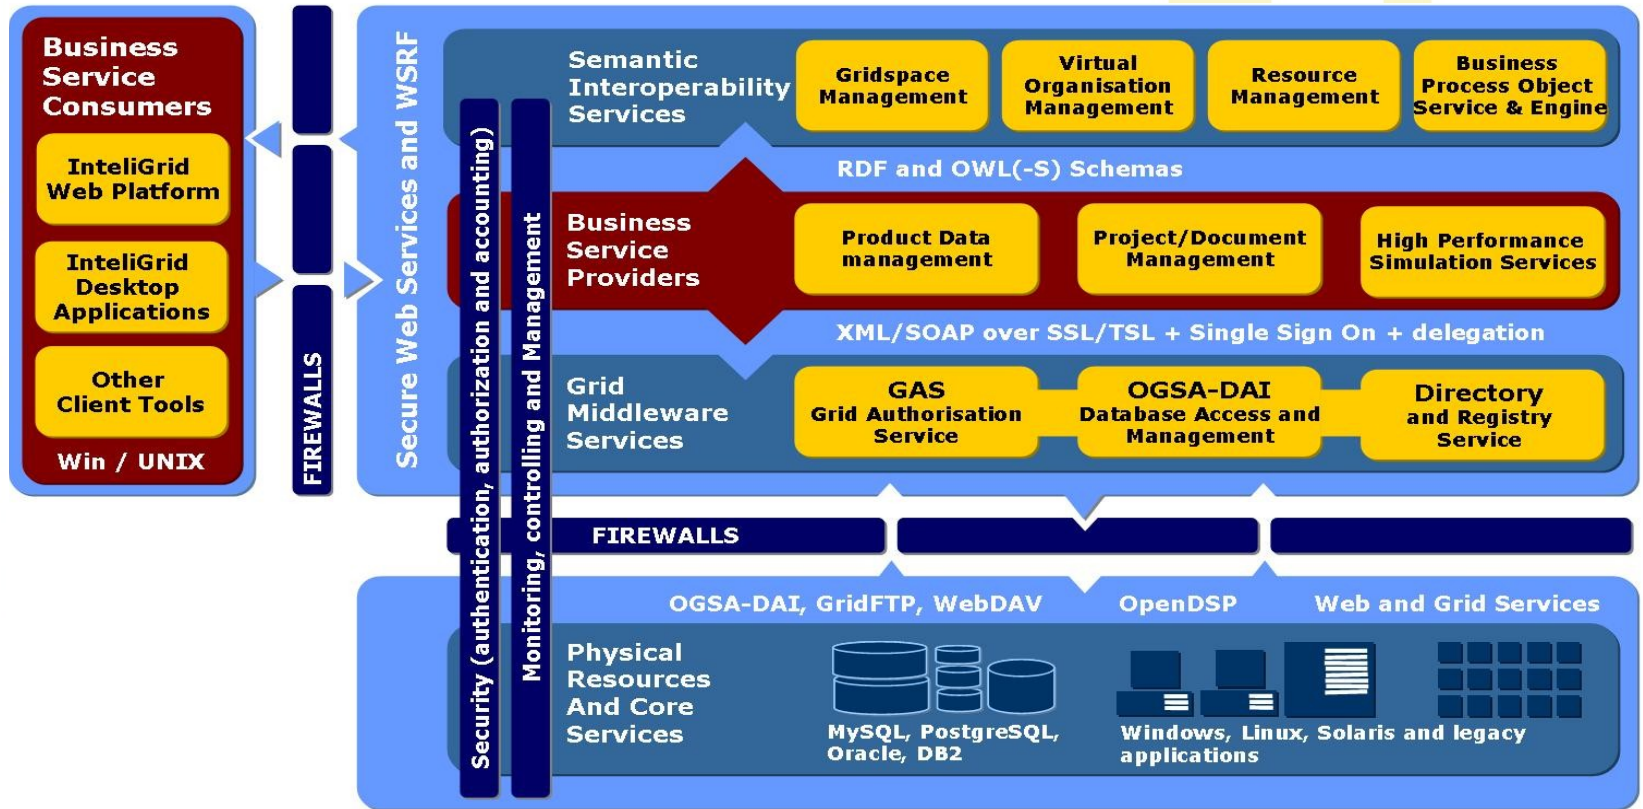 Business
Service
Consumers
InteliGrid
Web Platform
InteliGrid
Desktop
Applications
Other
Client Tools
Win / UNIX
FIREWALLS
Secure Web Services and WSRF
Security (authentication, authorization and accounting)
Monitoring, controlling and Management
Semantic
Interoperability
Services
Gridspace
Management
Virtual
Organisation
Management
Resource
Management
Business
Process Object
Service & Engine
RDF and OWL(-S) Schemas
Business
Service
Providers
Product Data
management
Project/Document
Management
High Performance
Simulation Services
XML/SOAP over SSL/TSL + Single Sign On + delegation
Grid
Middleware
Services
GAS
Grid Authorisation
Service
OGSA-DAI
Database Access and
Management
Directory
and Registry
Service
FIREWALLS
OGSA-DAI, GridFTP, WebDAV
OpenDSP
Web and Grid Services
Physical
Resources
And Core
Services
MySQL, PostgreSQL,
Oracle, DB2
Windows, Linux, Solaris and legacy
applications